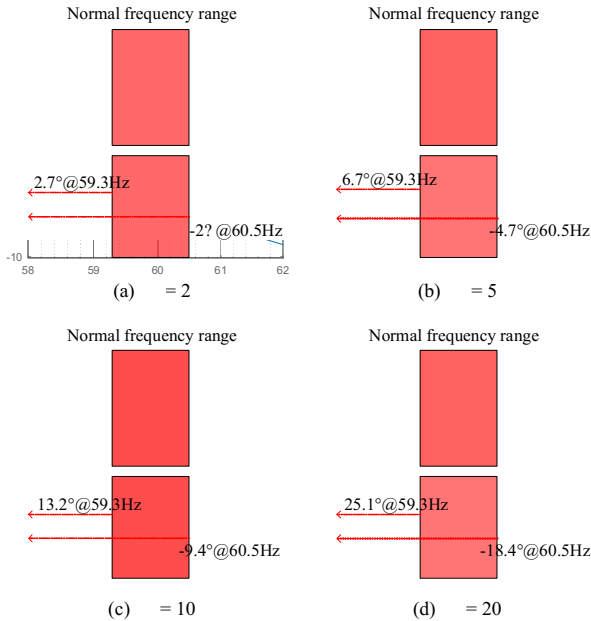 Normal frequency range
Normal frequency range
2.7°@59.3Hz
6.7°@59.3Hz
-2? @60.5Hz
-4.7°@60.5Hz
-10
58 59 60 61 62
(a) = 2
(b) = 5
Normal frequency range
Normal frequency range
13.2°@59.3Hz
25.1°@59.3Hz
-9.4°@60.5Hz
-18.4°@60.5Hz
(c) = 10
(d) = 20